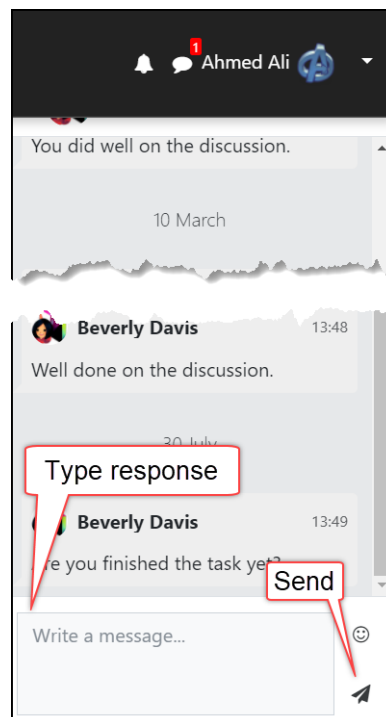 1
Ahmed Ali
You did well on the discussion.
10 March
Beverly Davis 13:48
Well done on the discussion.
30 July
Type response
Beverly Davis 13:49
Are you finished the task yet?
Send
Write a message...